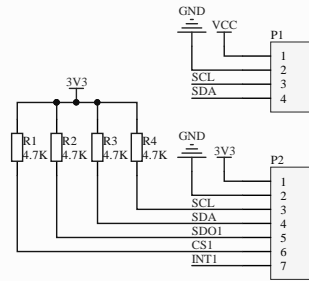 GND
VCC
P1
1
2
SCL
3
SDA
4
3V3
R1
4.7K
R2
4.7K
R3
4.7K
R4
4.7K
GND
3V3
P2
1
2
SCL
3
SDA
4
SDO1
5
CS1
6
INT1
7